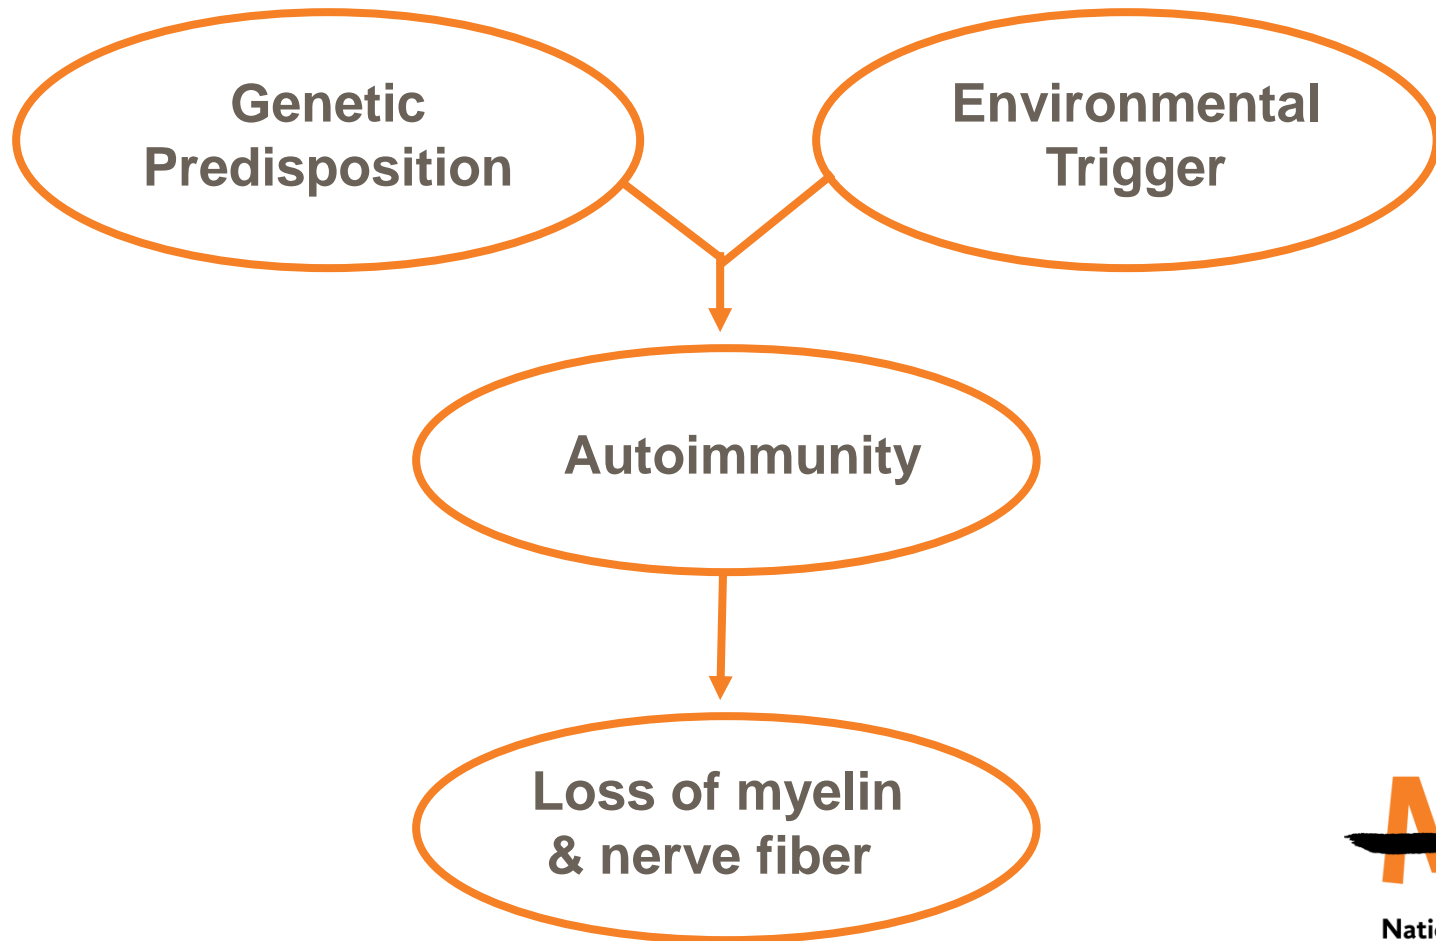 Genetic
Predisposition
Environmental
Trigger
Autoimmunity
Loss of myelin
& nerve fiber